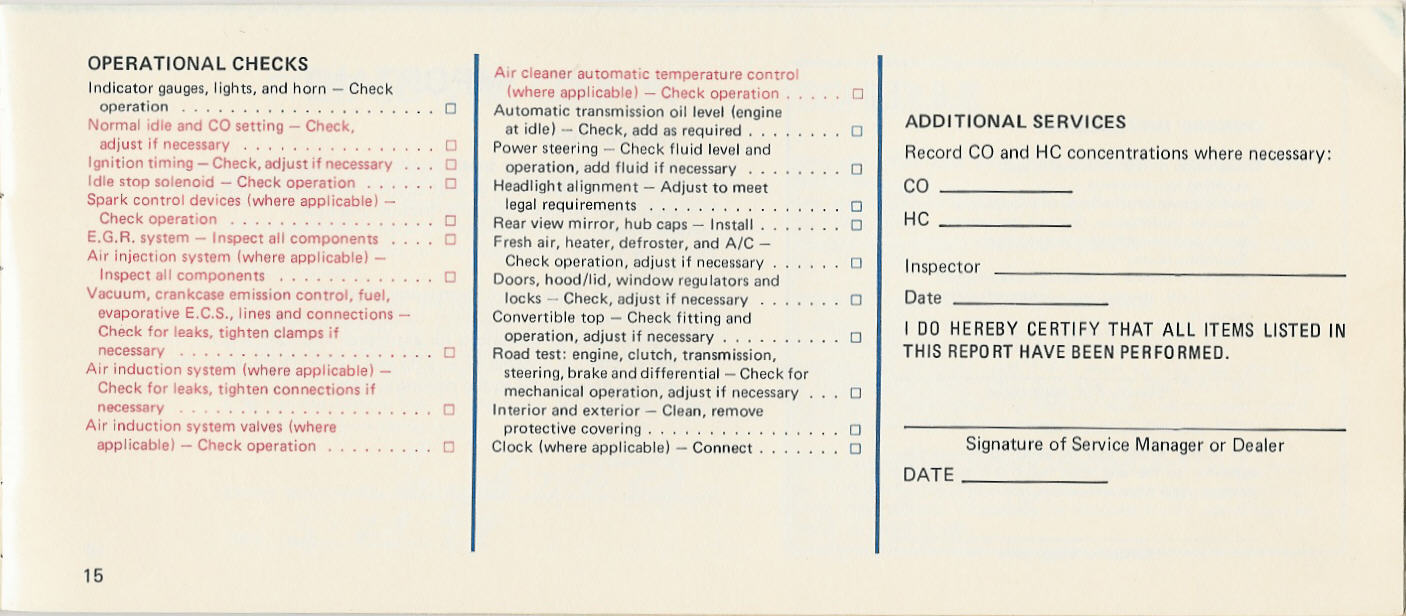 OPERATIONAL CHECKS
Indicator gauges, lights, and horn — Check
operation . . . . . . . . . . . . . . . . . . . . . . □
Normal idle and CO setting — Check,
adjust if necessary . . . . . . . . . . . . . . . . □
Ignition timing — Check, adjust if necessary . . . □
Idle stop solenoid — Check operation . . . . . . □
Spark control devices (where applicable) —
Check operation . . . . . . . . . . . . . . . . . □
E.G.R. system — Inspect all components . . . . □
Air injection system (where applicable) —
Inspect all components . . . . . . . . . . . . □
Vacuum, crankcase emission control, fuel,
evaporative E.C.S., lines and connections —
Check for leaks, tighten clamps if
necessary . . . . . . . . . . . . . . . . . . . . . . □
Air induction system (where applicable) —
Check for leaks, tighten connections if
necessary . . . . . . . . . . . . . . . . . . . . . . □
Air induction system valves (where
applicable) — Check operation . . . . . . . . . □
15
Air cleaner automatic temperature control
(where applicable) — Check operation . . . . . □
Automatic transmission oil level (engine
at idle) — Check, add as required . . . . . . . . □
Power steering — Check fluid level and
operation, add fluid if necessary . . . . . . . . □
Headlight alignment — Adjust to meet
legal requirements . . . . . . . . . . . . . . . . . □
Rear view mirror, hub caps — Install . . . . . . . □
Fresh air, heater, defroster, and A/C —
Check operation, adjust if necessary . . . . . . □
Doors, hood/lid, window regulators and
locks — Check, adjust if necessary . . . . . . . □
Convertible top — Check fitting and
operation, adjust if necessary . . . . . . . . . . □
Road test: engine, clutch, transmission,
steering, brake and differential — Check for
mechanical operation, adjust if necessary . . . □
Interior and exterior — Clean, remove
protective covering . . . . . . . . . . . . . . . . □
Clock (where applicable) — Connect . . . . . . . □
ADDITIONAL SERVICES
Record CO and HC concentrations where necessary:
CO
HC
Inspector
Date
I DO HEREBY CERTIFY THAT ALL ITEMS LISTED IN
THIS REPORT HAVE BEEN PERFORMED.
Signature of Service Manager or Dealer
DATE